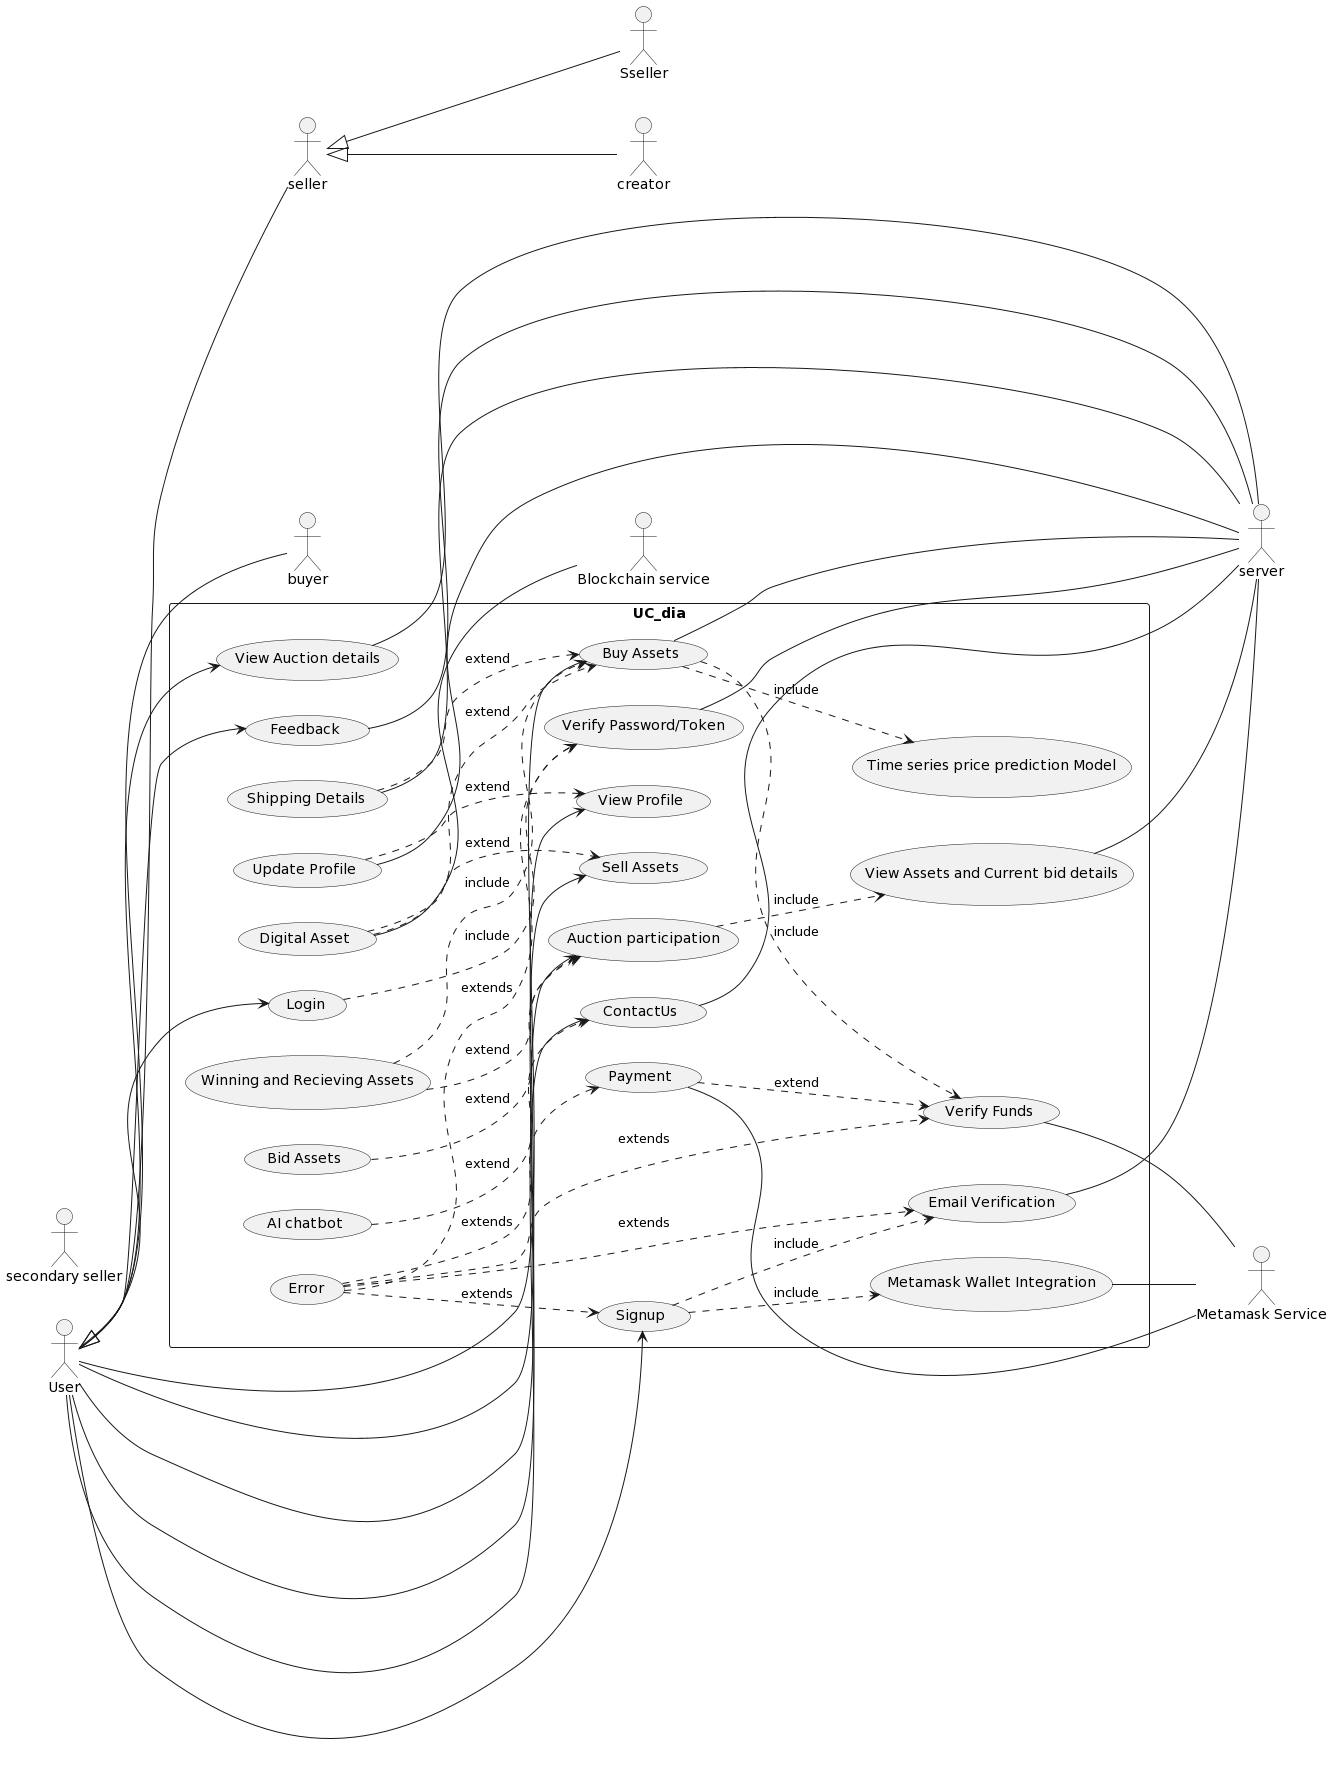 Sseller
seller
creator
buyer
Blockchain service
server
UC_dia
View Auction details
extend
Buy Assets
include
Feedback
extend
Verify Password/Token
Time series price prediction Model
Shipping Details
extend
View Profile
Update Profile
extend
Sell Assets
View Assets and Current bid details
include
include
Digital Asset
include
Auction participation
include
Login
extends
ContactUs
Winning and Recieving Assets
extend
Payment
extend
Bid Assets
extend
extends
Verify Funds
AI chatbot
extend
extends
extends
Email Verification
secondary seller
include
Error
extends
Signup
include
Metamask Wallet Integration
Metamask Service
User